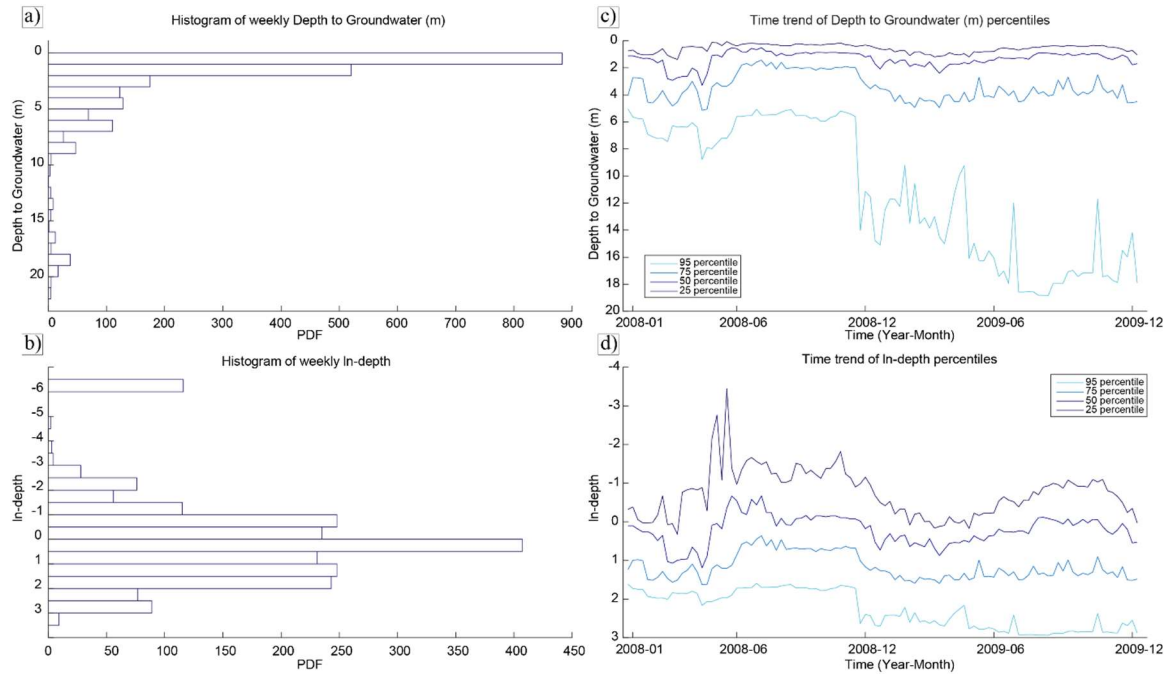 a)
Histogram of weekly Depth to Groundwater (m)
Depth to Groundwater (m)
0
5
10
15
20
0 100 200 300 400 500 600 700 800 900
PDF
c)
Time trend of Depth to Groundwater (m) percentiles
Depth to Groundwater (m)
0
2
4
6
8
10
12
14
16
18
20
95 percentile
75 percentile
50 percentile
25 percentile
2008-01 2008-06 2008-12 2009-06 2009-12
Time (Year-Month)
b)
Histogram of weekly In-depth
In-depth
-6
-5
-4
-3
-2
-1
0
1
2
3
0 50 100 150 200 250 300 350 400 450
PDF
d)
Time trend of In-depth percentiles
In-depth
-4
-3
-2
-1
0
1
2
3
95 percentile
75 percentile
50 percentile
25 percentile
2008-01 2008-06 2008-12 2009-06 2009-12
Time (Year-Month)